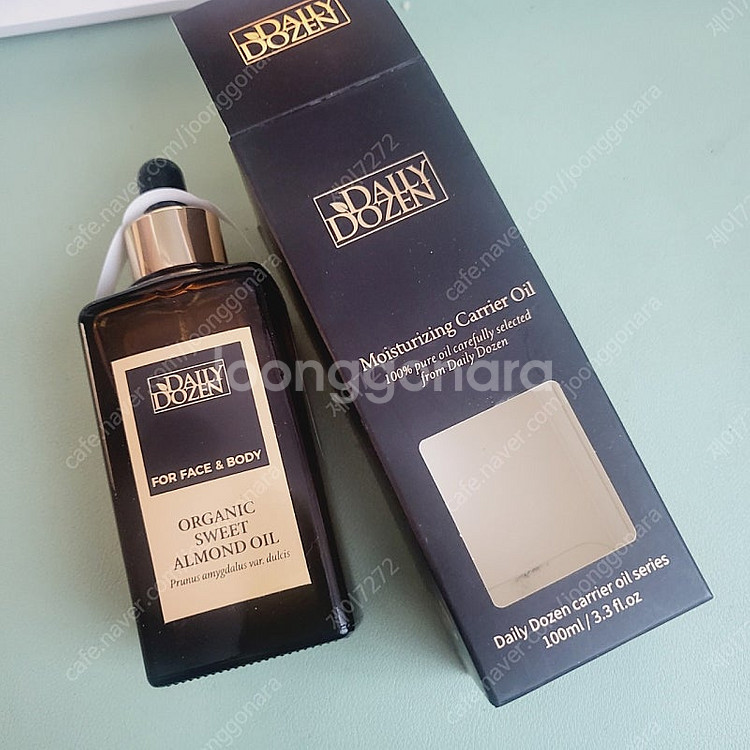 DAILY
DOZEN
DAILY
DOZEN
Moisturizing Carrier Oil
100% pure oil carefully selected
from Daily Dozen
Daily Dozen carrier oil series
100ml / 3.3 fl.oz
DAILY
DOZEN
FOR FACE & BODY
ORGANIC
SWEET
ALMOND OIL
Prunus amygdalus var. dulcis
joonggonara
cafe.naver.com/joonggonara